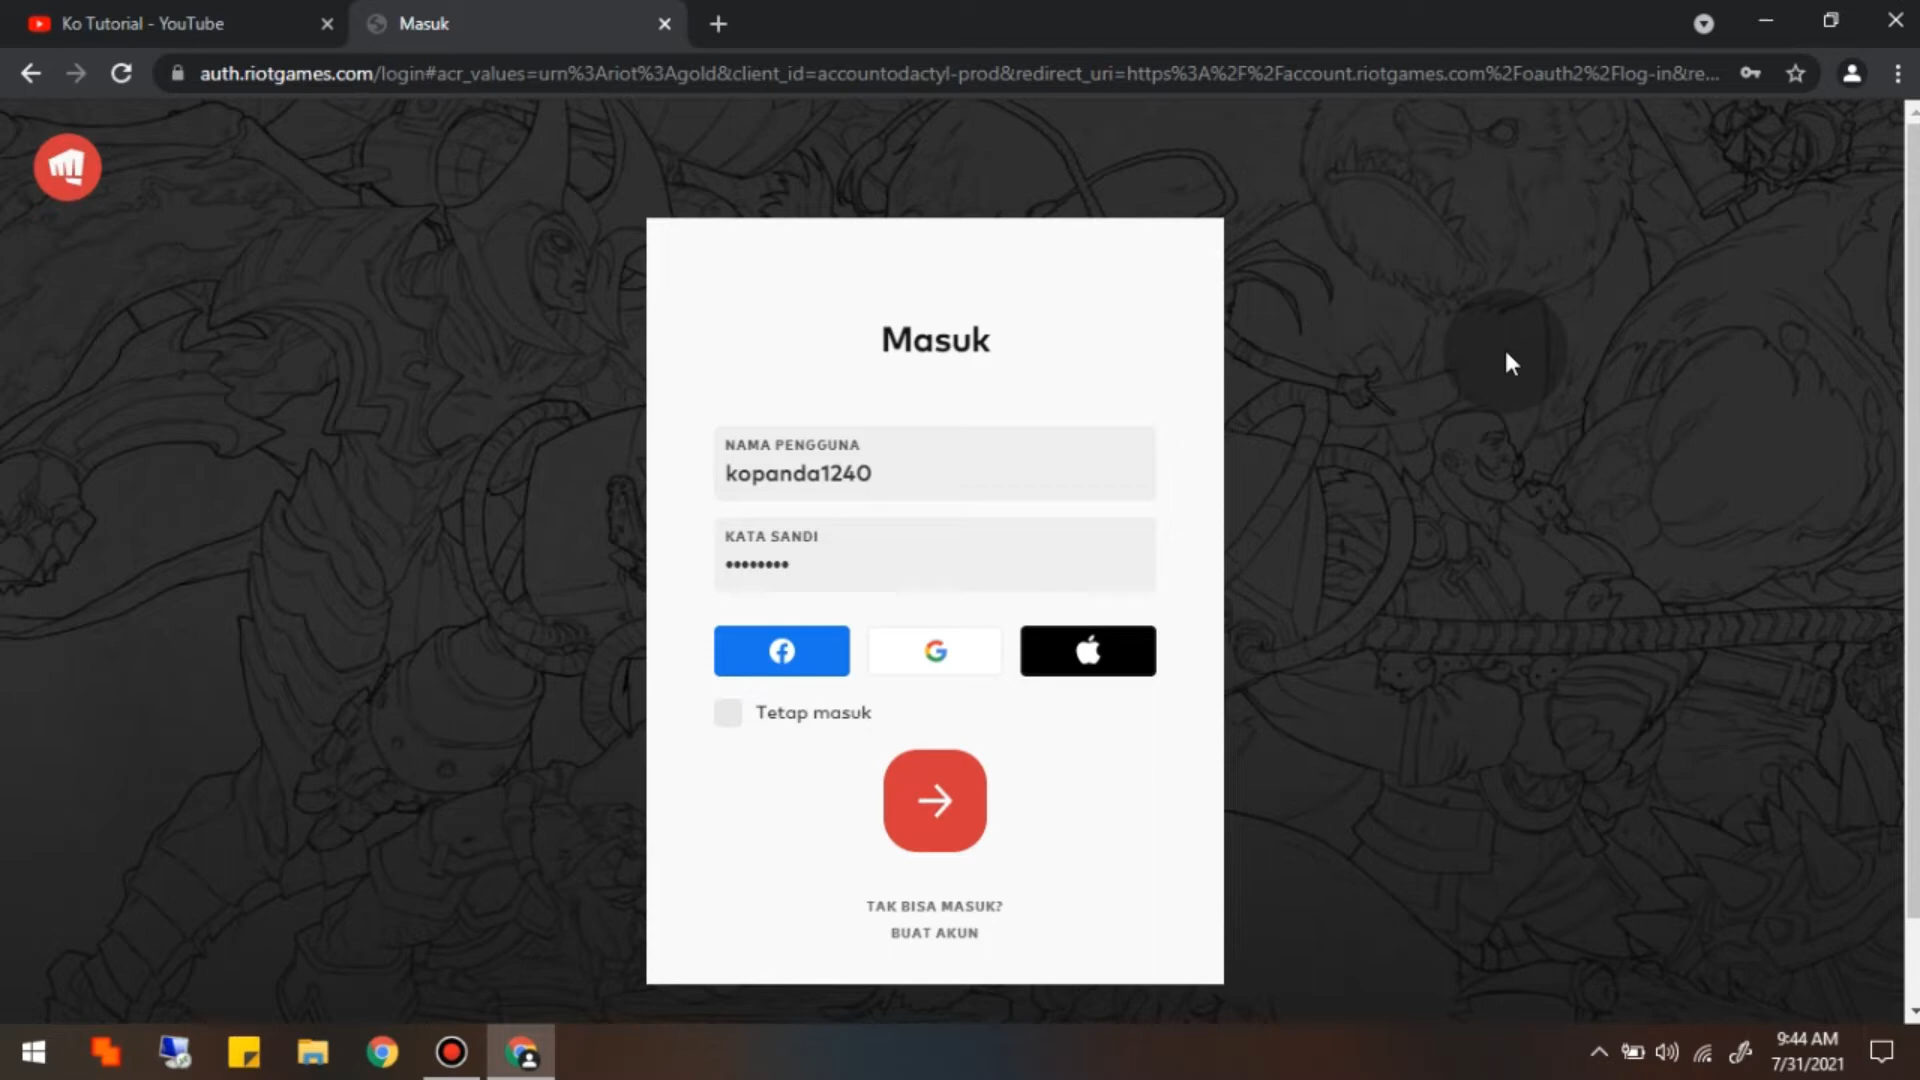 Ko Tutorial - YouTube
Masuk
auth.riotgames.com/login#acr_values=urn%3Ariot%3Agold&client_id=accountodactyl-prod&redirect_uri=https%3A%2F%2Faccount.riotgames.com%2Foauth2%2Flog-in&re...
Masuk
NAMA PENGGUNA
kopanda1240
KATA SANDI
••••••••
Tetap masuk
TAK BISA MASUK?
BUAT AKUN
9:44 AM
7/31/2021